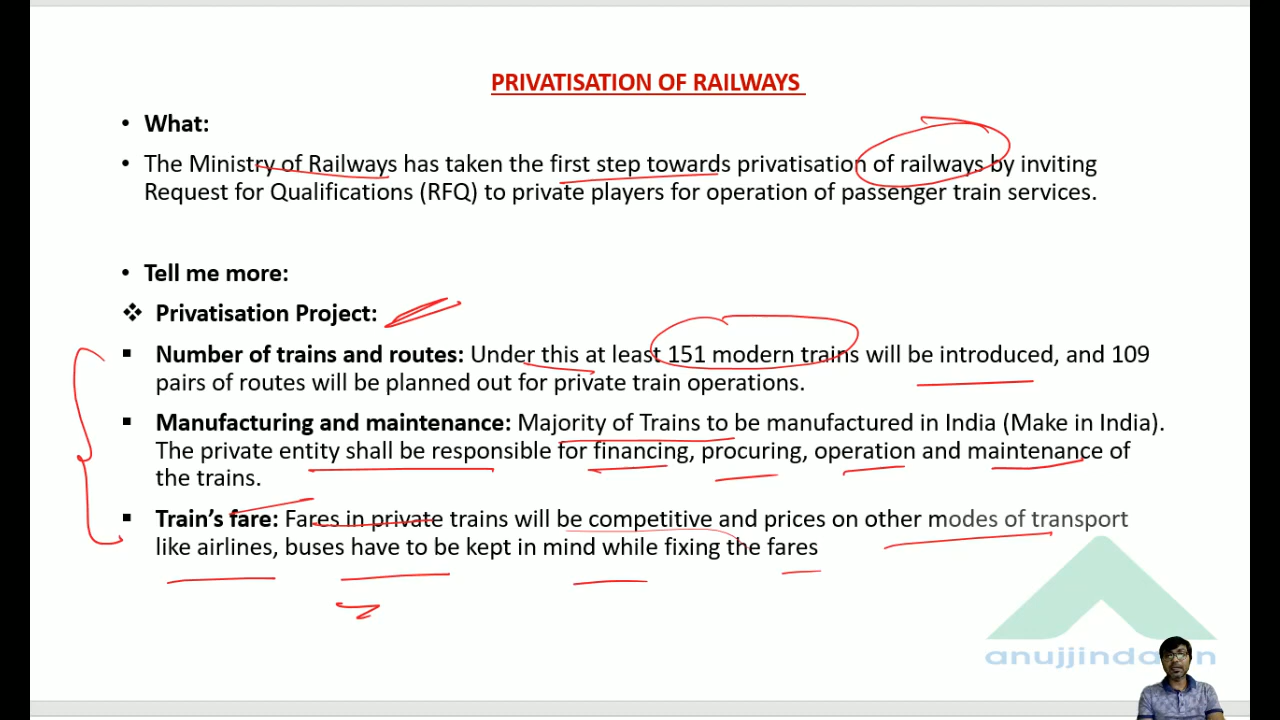 PRIVATISATION OF RAILWAYS
• What:
• The Ministry of Railways has taken the first step towards privatisation of railways by inviting
Request for Qualifications (RFQ) to private players for operation of passenger train services.
• Tell me more:
❖ Privatisation Project:
▪ Number of trains and routes: Under this at least 151 modern trains will be introduced, and 109
pairs of routes will be planned out for private train operations.
▪ Manufacturing and maintenance: Majority of Trains to be manufactured in India (Make in India).
The private entity shall be responsible for financing, procuring, operation and maintenance of
the trains.
▪ Train's fare: Fares in private trains will be competitive and prices on other modes of transport
like airlines, buses have to be kept in mind while fixing the fares